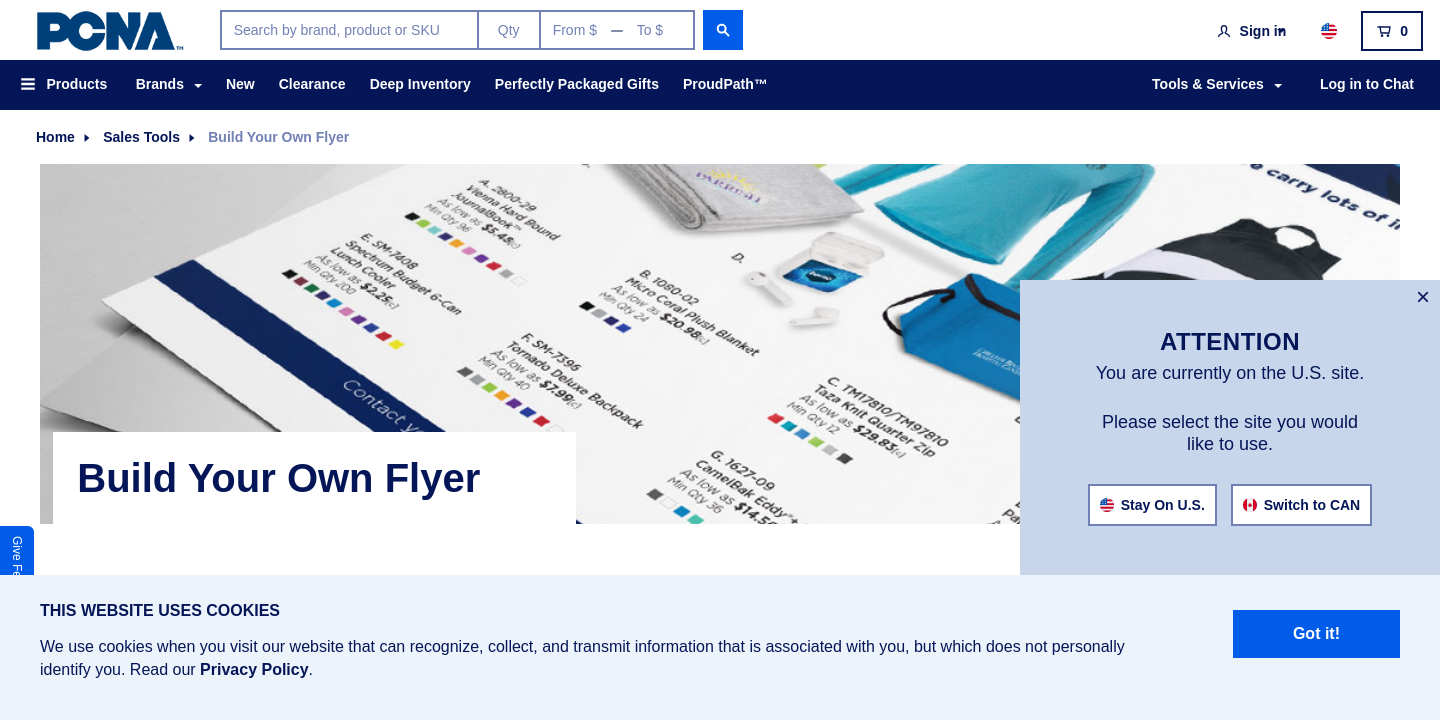 PCNA™
Search by brand, product or SKU
Qty
From $ — To $
Sign in
0
Products
Brands
New
Clearance
Deep Inventory
Perfectly Packaged Gifts
ProudPath™
Tools & Services
Log in to Chat
Home
Sales Tools
Build Your Own Flyer
A. 2800-29
Vienna Hard Bound
JournalBook™
As low as $5.48(c)
Min Qty 96
E. SM-7408
Spectrum Budget 6-Can
Lunch Cooler
As low as $2.25(c)
Min Qty 200
B. 1080-02
Micro Coral Plush Blanket
As low as $20.98(c)
Min Qty 24
D.
carry lots of i
F. SM-7396
Tornado Deluxe Backpack
As low as $7.99(c)
Min Qty 40
C. TM17810/TM97810
Taza Knit Quarter Zip
As low as $29.83(c)
Min Qty 12
G. 1627-09
CamelBak Eddy®+
As low as $14.50
Min Qty 36
Contact y
Build Your Own Flyer
ATTENTION
You are currently on the U.S. site.
Please select the site you would
like to use.
Stay On U.S.
Switch to CAN
Give Fe
THIS WEBSITE USES COOKIES
We use cookies when you visit our website that can recognize, collect, and transmit information that is associated with you, but which does not personally
identify you. Read our Privacy Policy.
Got it!